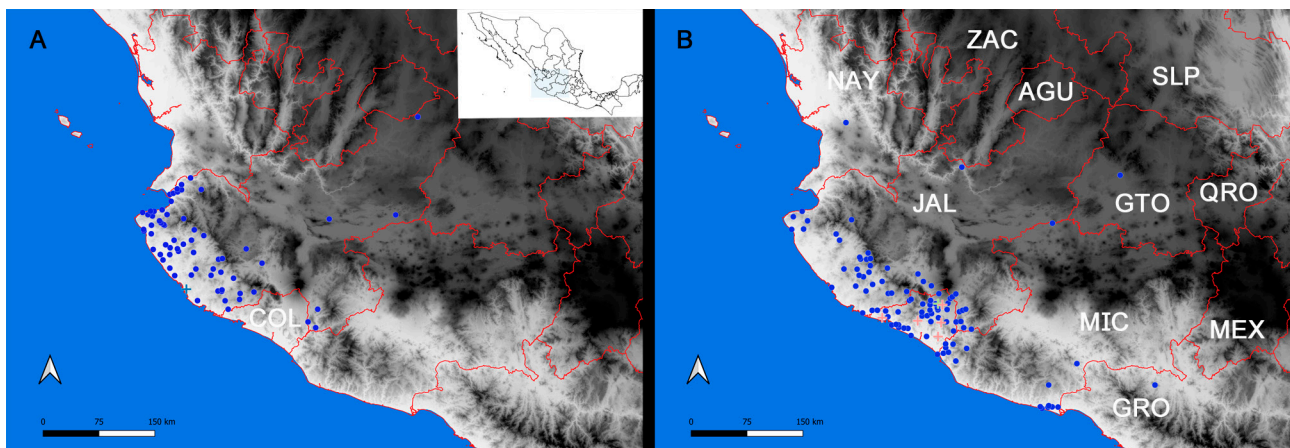 A
COL
0 75 150 km
B
ZAC
SLP
NAY
AGU
QRO
JAL
GTO
MIC
MEX
GRO
0 75 150 km